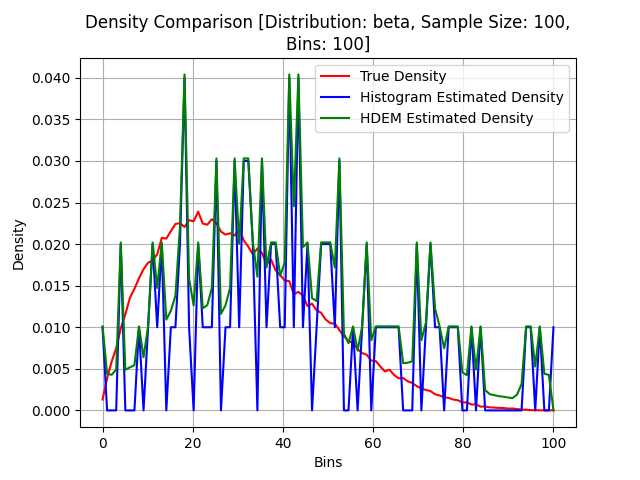 Density Comparison [Distribution: beta, Sample Size: 100,
Bins: 100]
True Density
Histogram Estimated Density
HDEM Estimated Density
Density
0.040
0.035
0.030
0.025
0.020
0.015
0.010
0.005
0.000
0 20 40 60 80 100
Bins